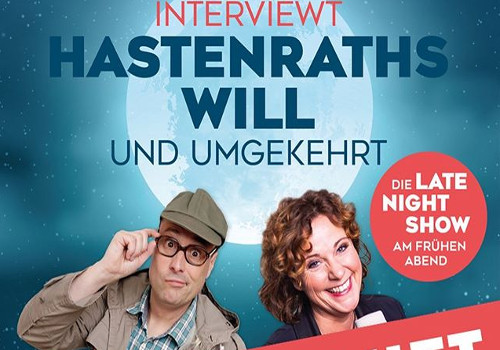 INTERVIEWT
HASTENRATHS
WILL
UND UMGEKEHRT
DIE LATE
NIGHT
SHOW
AM FRÜHEN
ABEND